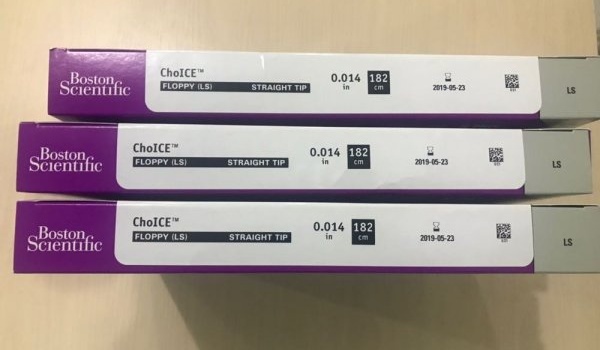 Boston
Scientific
ChoICE™
FLOPPY (LS) STRAIGHT TIP
0.014
in
182
cm
2019-05-23
LS
Boston
Scientific
ChoICE™
FLOPPY (LS) STRAIGHT TIP
0.014
in
182
cm
2019-05-23
LS
Boston
Scientific
ChoICE™
FLOPPY (LS) STRAIGHT TIP
0.014
in
182
cm
2019-05-23
LS